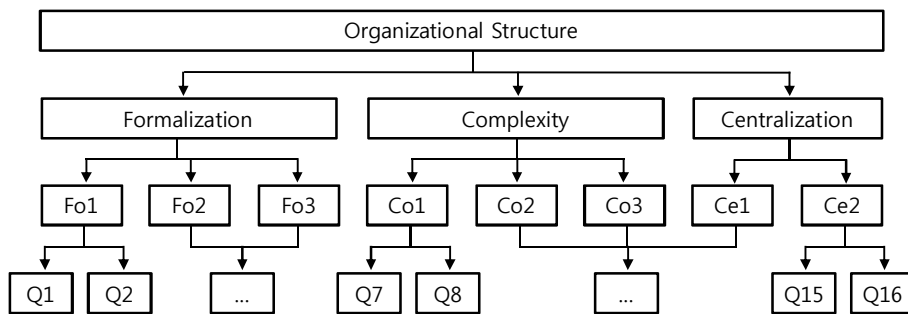 Organizational Structure
Formalization Complexity Centralization
Fo1 Fo2 Fo3 Co1 Co2 Co3 Ce1 Ce2
Q1 Q2 ... Q7 Q8 ... Q15 Q16